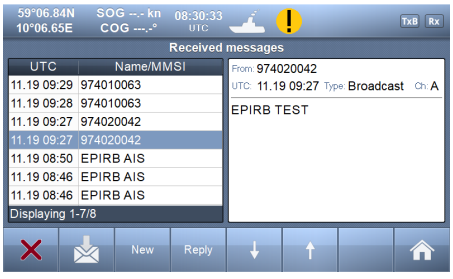 59°06.84N SOG --.- kn 08:30:33 TxB Rx
10°06.65E COG ---.-° UTC
Received messages
UTC Name/MMSI
11.19 09:29 974010063
11.19 09:28 974010063
11.19 09:27 974020042
11.19 09:27 974020042
11.19 08:50 EPIRB AIS
11.19 08:46 EPIRB AIS
11.19 08:46 EPIRB AIS
Displaying 1-7/8
From: 974020042
UTC: 11.19 09:27 Type: Broadcast Ch: A
EPIRB TEST
New Reply